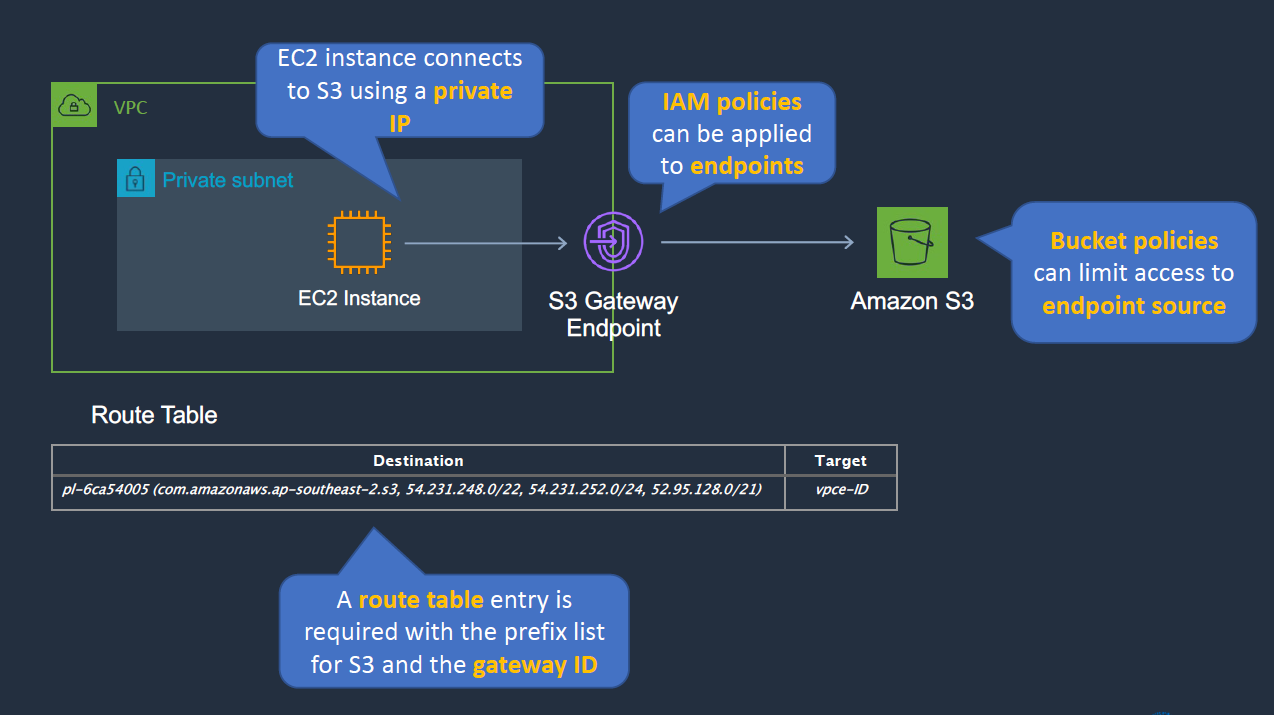 EC2 instance connects
to S3 using a private
IP
VPC
IAM policies
can be applied
to endpoints
Private subnet
Bucket policies
can limit access to
endpoint source
EC2 Instance
S3 Gateway
Endpoint
Amazon S3
Route Table
Destination
Target
pl-6ca54005 (com.amazonaws.ap-southeast-2.s3, 54.231.248.0/22, 54.231.252.0/24, 52.95.128.0/21)
vpce-ID
A route table entry is
required with the prefix list
for S3 and the gateway ID